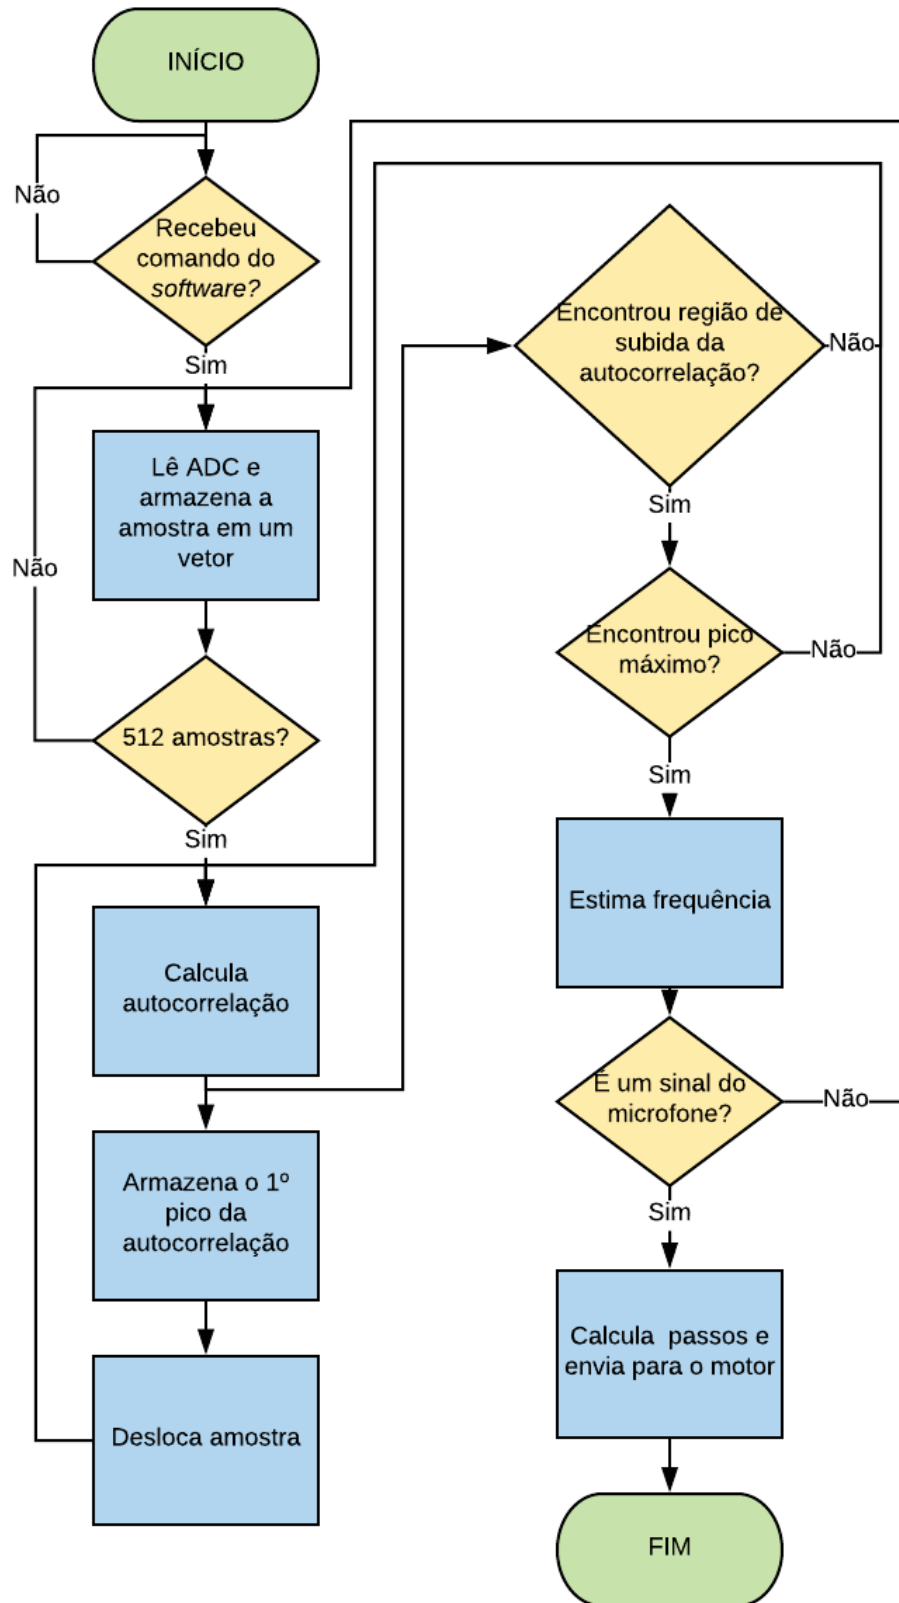 INÍCIO
Não
Recebeu
comando do
software?
Sim
Lê ADC e
armazena a
amostra em um
vetor
Não
512 amostras?
Sim
Calcula
autocorrelação
Armazena o 1º
pico da
autocorrelação
Desloca amostra
Encontrou região de
subida da
autocorrelação?
Não
Sim
Encontrou pico
máximo?
Não
Sim
Estima frequência
É um sinal do
microfone?
Não
Sim
Calcula  passos e
envia para o motor
FIM